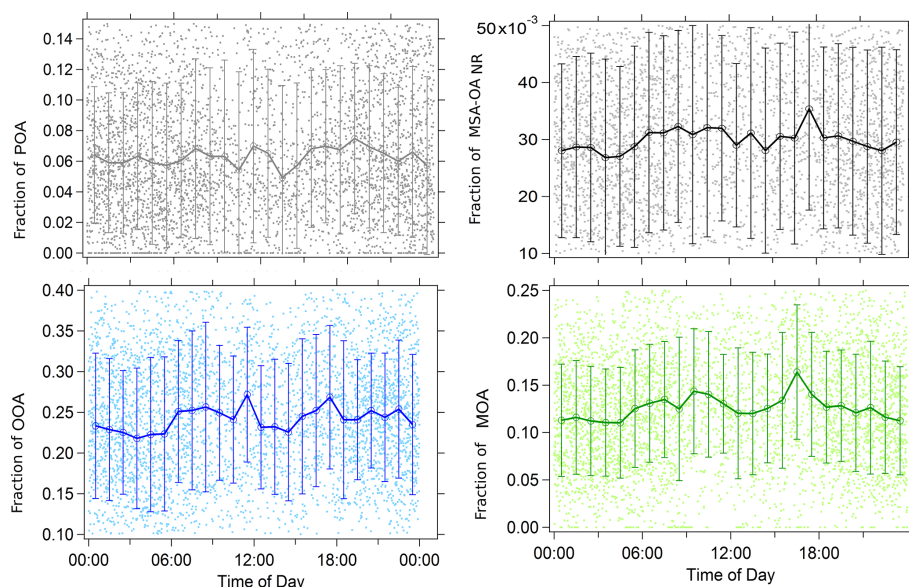 0.15
0.12
0.10
0.08
0.06
0.04
0.02
0.00
Fraction of POA
50x10⁻³
40
30
20
10
Fraction of MSA-OA NR
0.40
0.35
0.30
0.25
0.20
0.15
0.10
Fraction of OOA
00:00 06:00 12:00 18:00 00:00
Time of Day
0.25
0.20
0.15
0.10
0.05
0.00
Fraction of MOA
00:00 06:00 12:00 18:00
Time of Day